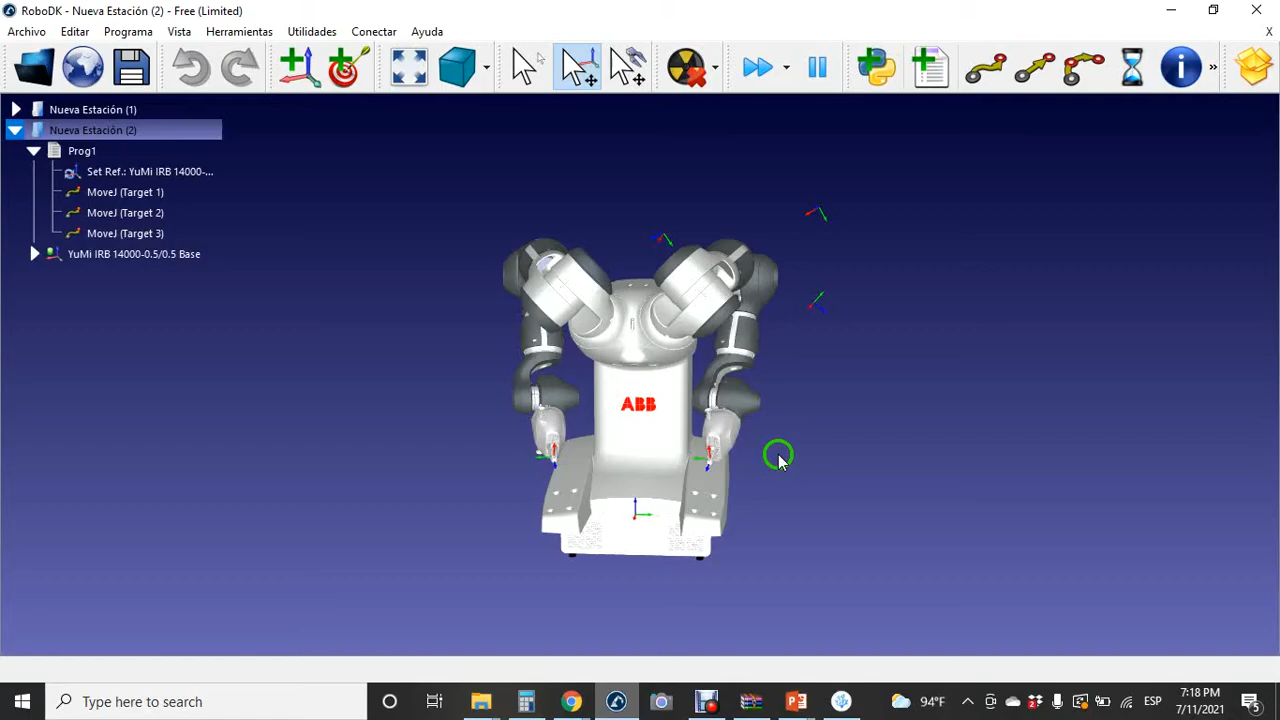 RoboDK - Nueva Estación (2) - Free (Limited)
Archivo Editar Programa Vista Herramientas Utilidades Conectar Ayuda X
»
Nueva Estación (1)
Nueva Estación (2)
Prog1
Set Ref.: YuMi IRB 14000-...
MoveJ (Target 1)
MoveJ (Target 2)
MoveJ (Target 3)
YuMi IRB 14000-0.5/0.5 Base
ABB
Type here to search
94°F
ESP
7:18 PM
7/11/2021
5